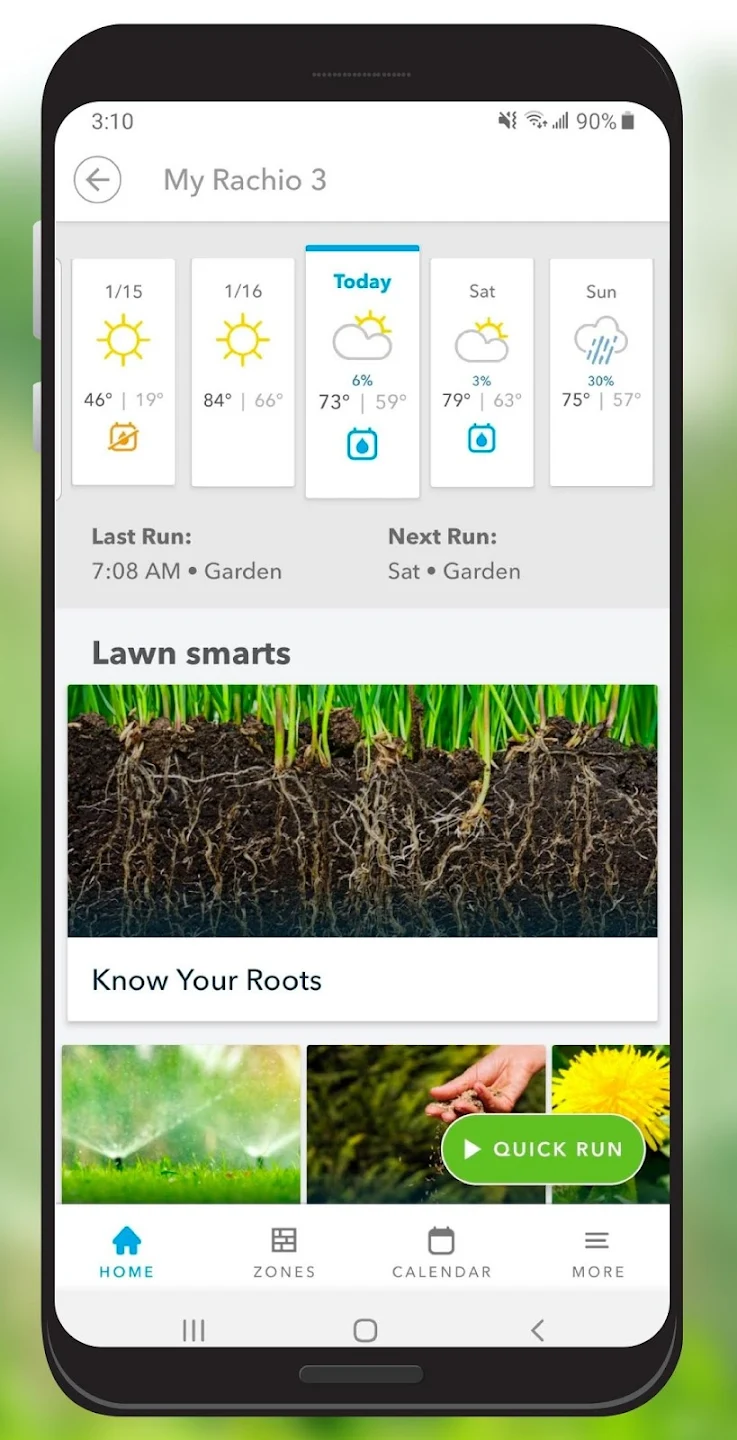 3:10 90%
My Rachio 3
1/15 1/16 Today Sat Sun
6% 3% 30%
46° | 19° 84° | 66° 73° | 59° 79° | 63° 75° | 57°
Last Run: Next Run:
7:08 AM • Garden Sat • Garden
Lawn smarts
Know Your Roots
QUICK RUN
HOME ZONES CALENDAR MORE